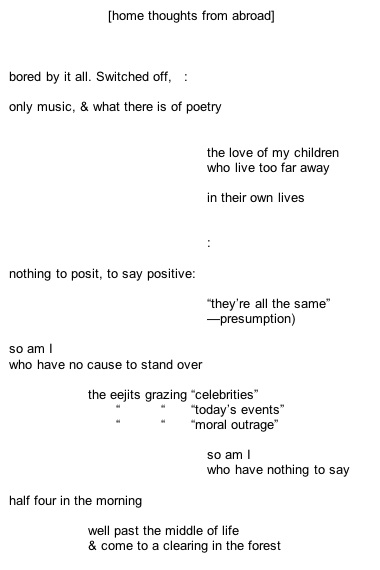 [home thoughts from abroad]
bored by it all. Switched off,   :
only music, & what there is of poetry
the love of my children
who live too far away
in their own lives
:
nothing to posit, to say positive:
“they’re all the same”
—presumption)
so am I
who have no cause to stand over
the eejits grazing “celebrities”
“ “ “today’s events”
“ “ “moral outrage”
so am I
who have nothing to say
half four in the morning
well past the middle of life
& come to a clearing in the forest